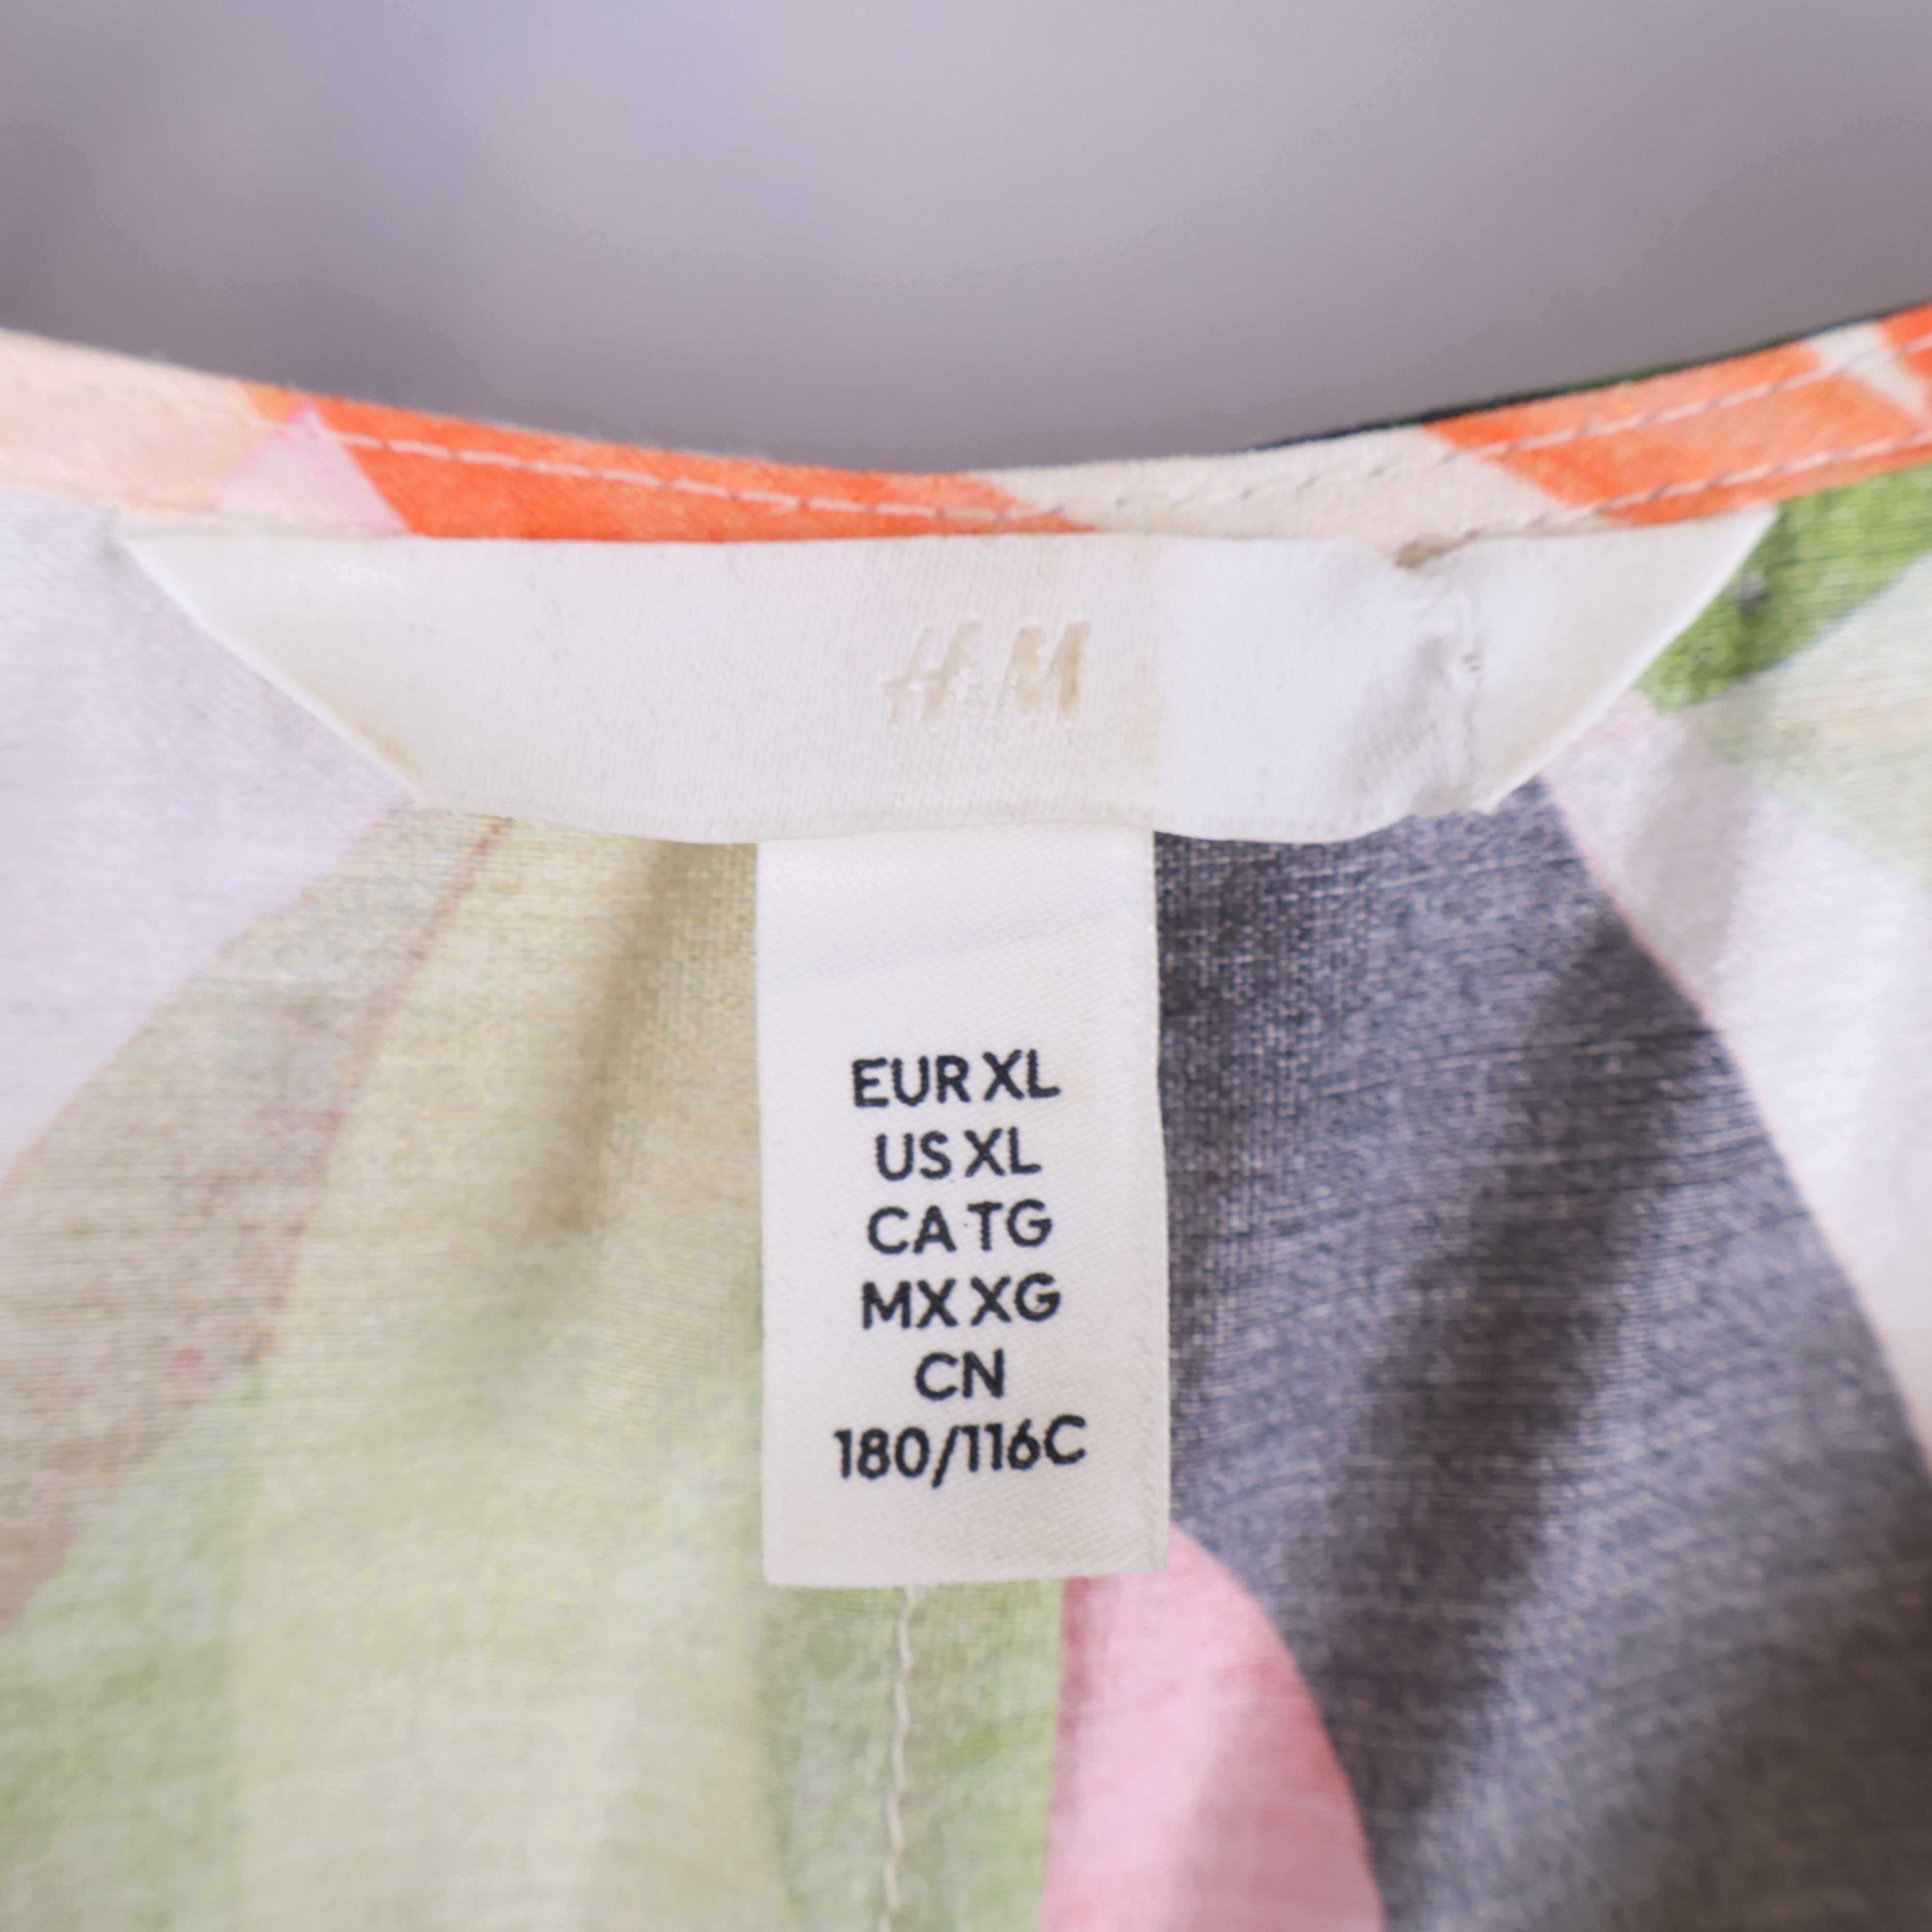 H&M
EUR XL
US XL
CA TG
MX XG
CN
180/116C